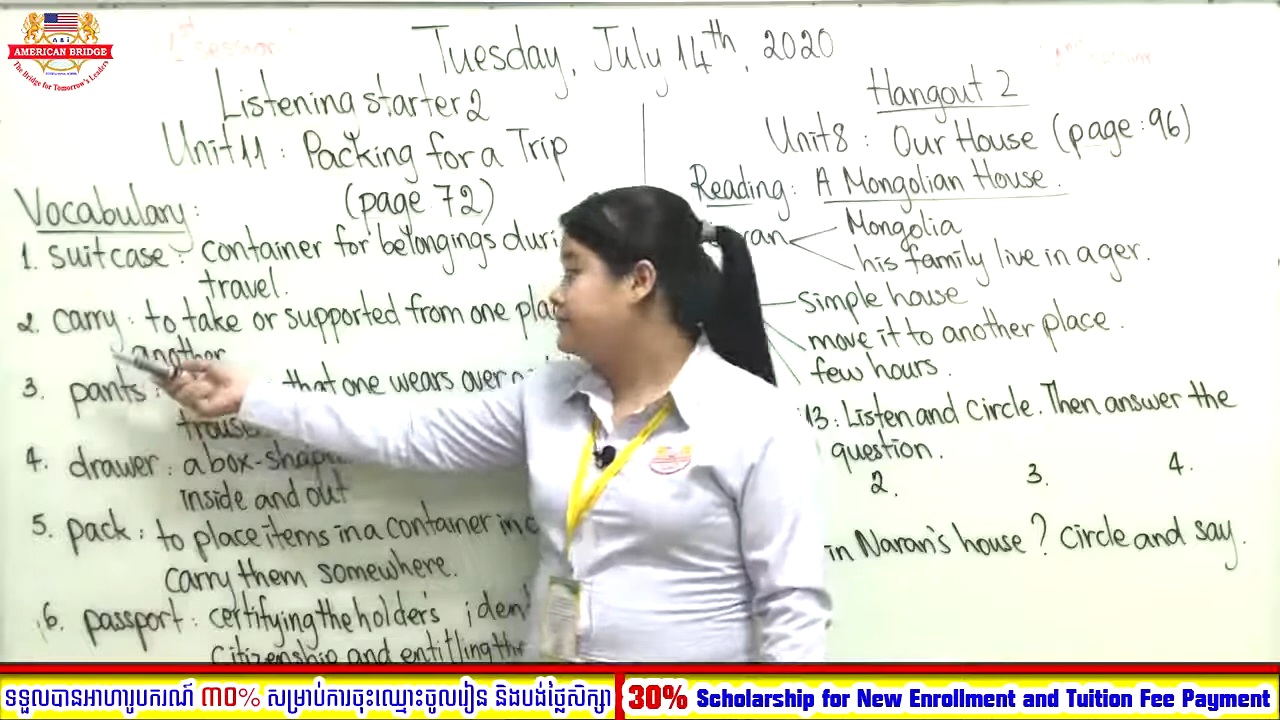 AMERICAN BRIDGE
The Bridge for Tomorrow's Leaders
Tuesday, July 14th, 2020
Listening starter 2
Unit 11 : Packing for a Trip
(page 72)
Vocabulary:
1. suitcase : container for belongings duri
travel.
2. carry : to take or supported from one pla
another
3. pants : that one wears over
trous
4. drawer : a box-shap
inside and out
5. pack : to place items in a container in o
carry them somewhere.
6. passport : certifying the holder's iden
Citizenship and entitling
Hangout 2
Unit 8 : Our House (page : 96)
Reading : A Mongolian House.
ran
Mongolia
his family live in a ger.
simple house
move it to another place.
few hours.
13 : Listen and Circle. Then answer the
question.
2. 3. 4.
in Naran's house? Circle and say.
ទទួលបានអាហារូបករណ៍ ៣០% សម្រាប់ការចុះឈ្មោះចូលរៀន និងបង់ថ្លៃសិក្សា
30% Scholarship for New Enrollment and Tuition Fee Payment